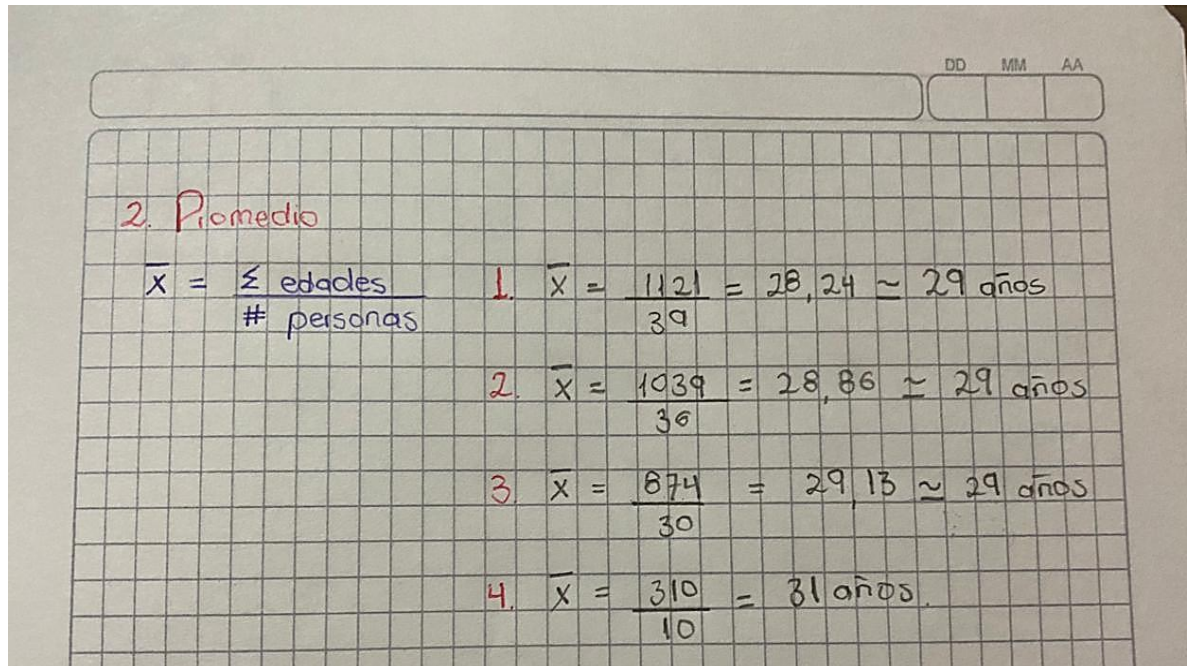 DD MM AA
2. Promedio
x̄ = Σ edades / # personas
1. x̄ = 1121 / 39 = 28,24 ≃ 29 años
2. x̄ = 1039 / 36 = 28,86 ≃ 29 años
3. x̄ = 874 / 30 = 29,13 ≃ 29 años
4. x̄ = 310 / 10 = 31 años.